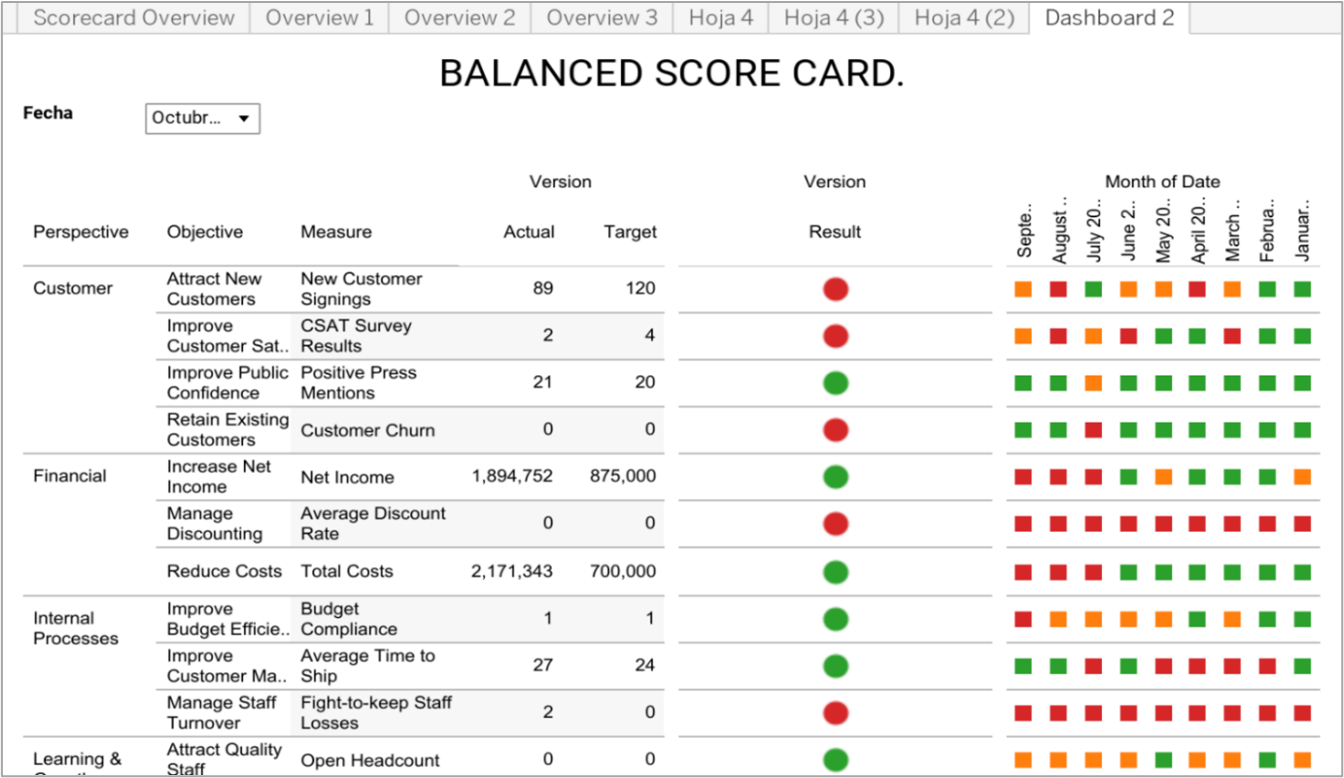 Scorecard Overview Overview 1 Overview 2 Overview 3 Hoja 4 Hoja 4 (3) Hoja 4 (2) Dashboard 2
BALANCED SCORE CARD.
Fecha Octubr...
Version Version Month of Date
Perspective Objective Measure Actual Target Result Septe.. August .. July 20.. June 2.. May 20.. April 20.. March .. Februa.. Januar..
Customer Attract New Customers New Customer Signings 89 120
Improve Customer Sat.. CSAT Survey Results 2 4
Improve Public Confidence Positive Press Mentions 21 20
Retain Existing Customers Customer Churn 0 0
Financial Increase Net Income Net Income 1,894,752 875,000
Manage Discounting Average Discount Rate 0 0
Reduce Costs Total Costs 2,171,343 700,000
Internal Processes Improve Budget Efficie.. Budget Compliance 1 1
Improve Customer Ma.. Average Time to Ship 27 24
Manage Staff Turnover Fight-to-keep Staff Losses 2 0
Learning & Attract Quality Staff Open Headcount 0 0